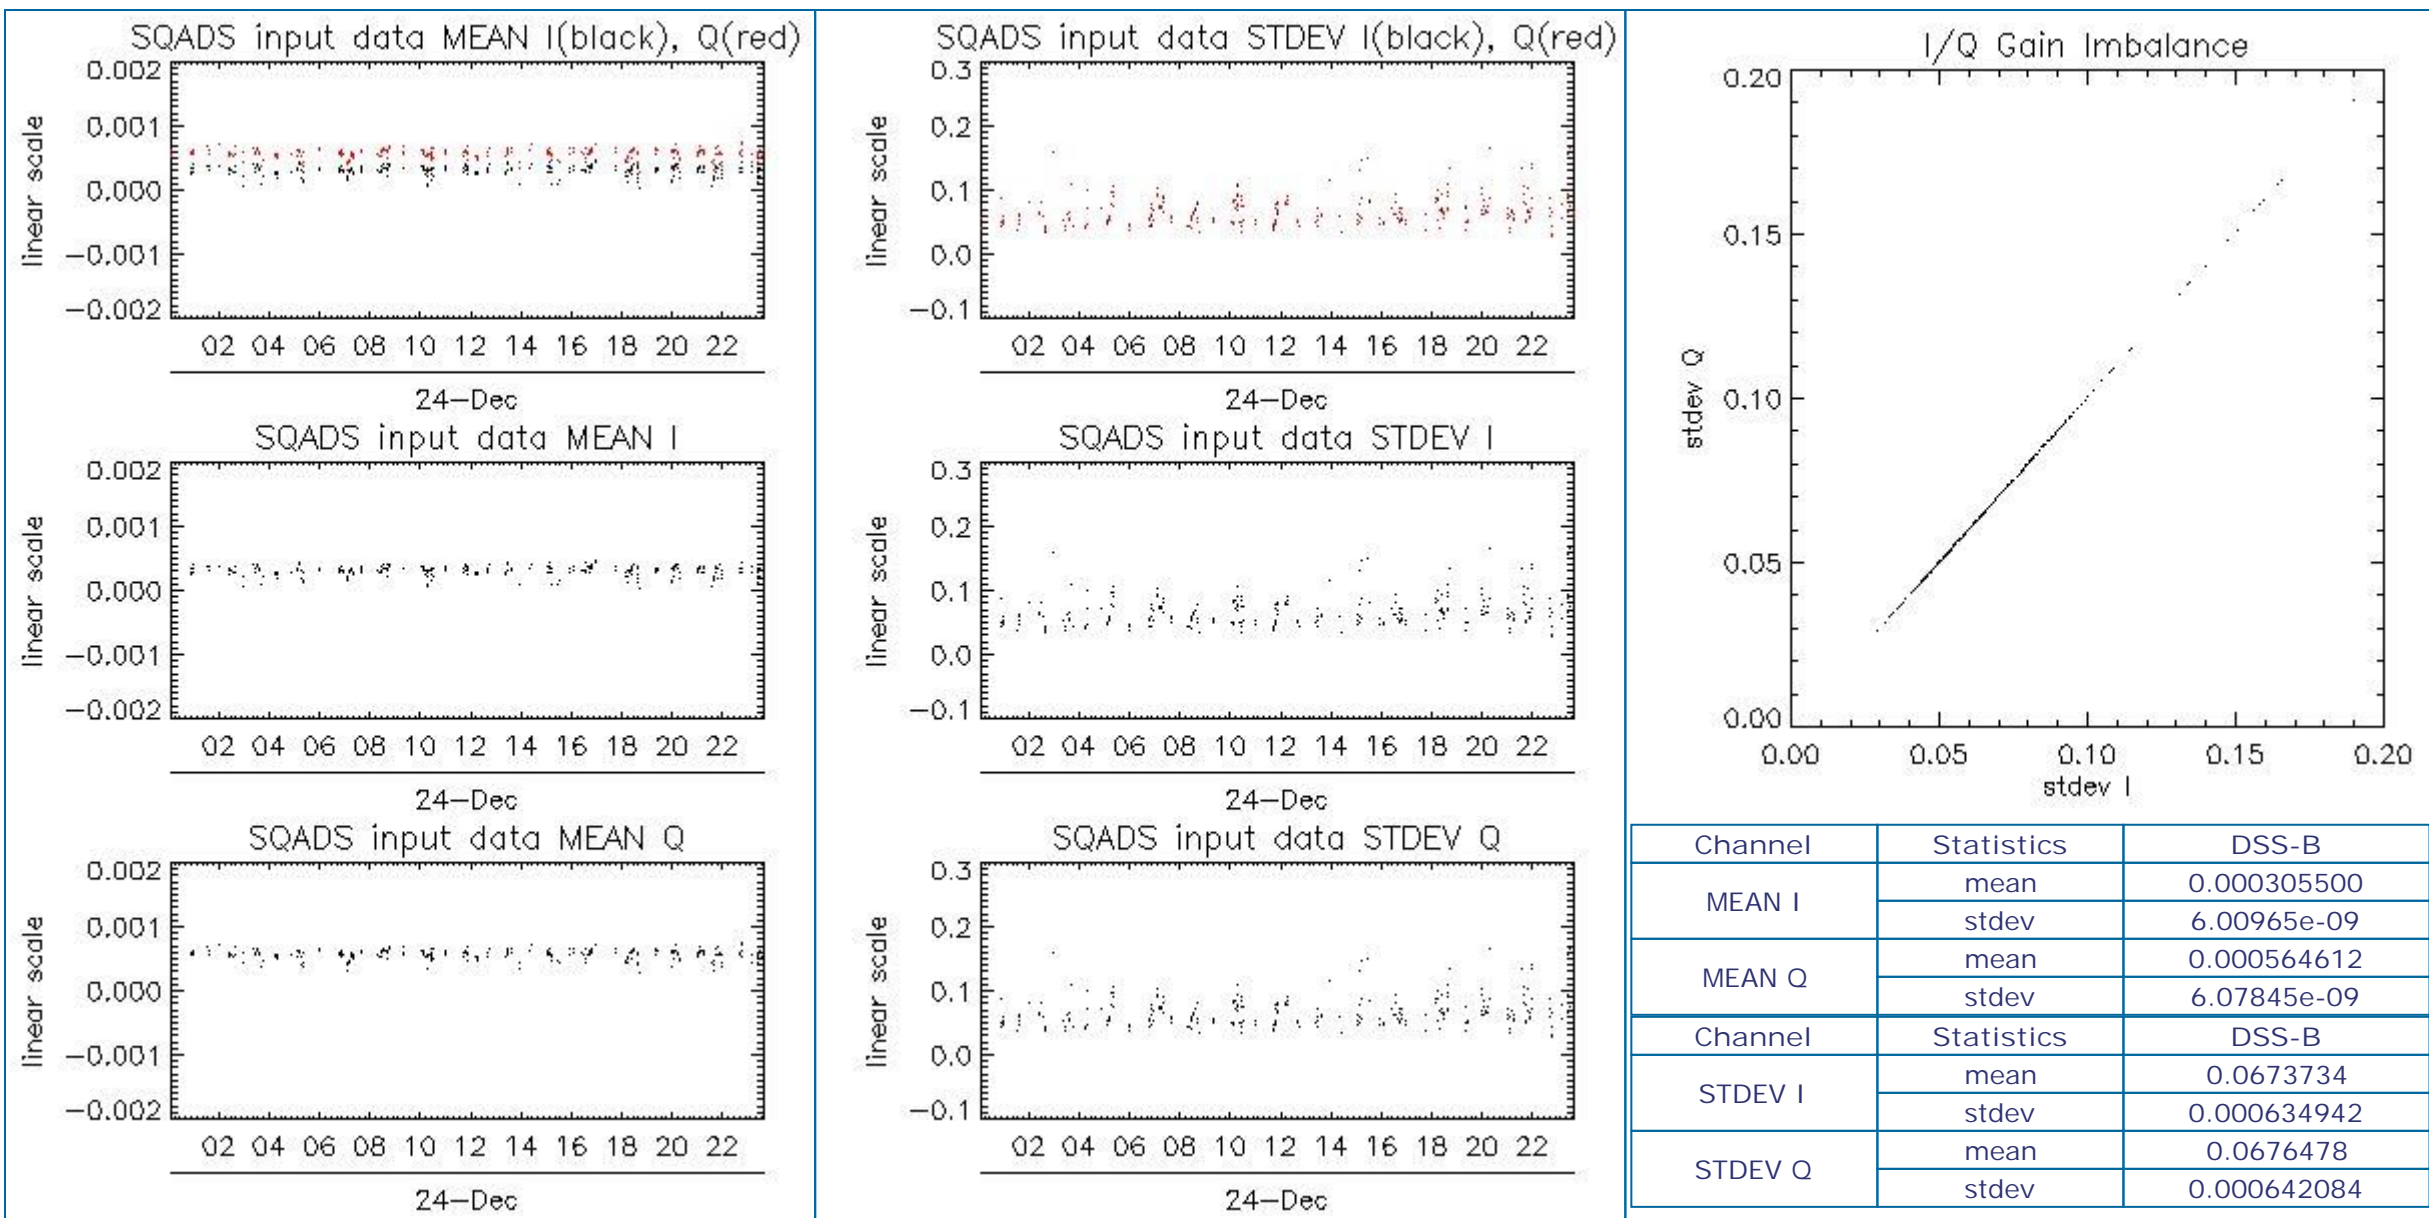 SQADS input data MEAN I(black), Q(red)
0.002
0.001
0.000
−0.001
−0.002
linear scale
02 04 06 08 10 12 14 16 18 20 22
24−Dec
SQADS input data MEAN I
0.002
0.001
0.000
−0.001
−0.002
linear scale
02 04 06 08 10 12 14 16 18 20 22
24−Dec
SQADS input data MEAN Q
0.002
0.001
0.000
−0.001
−0.002
linear scale
02 04 06 08 10 12 14 16 18 20 22
24−Dec
SQADS input data STDEV I(black), Q(red)
0.3
0.2
0.1
0.0
−0.1
linear scale
02 04 06 08 10 12 14 16 18 20 22
24−Dec
SQADS input data STDEV I
0.3
0.2
0.1
0.0
−0.1
linear scale
02 04 06 08 10 12 14 16 18 20 22
24−Dec
SQADS input data STDEV Q
0.3
0.2
0.1
0.0
−0.1
linear scale
02 04 06 08 10 12 14 16 18 20 22
24−Dec
I/Q Gain Imbalance
0.20
0.15
0.10
0.05
0.00
stdev Q
0.00 0.05 0.10 0.15 0.20
stdev I
Channel Statistics DSS-B
MEAN I mean 0.000305500
stdev 6.00965e-09
MEAN Q mean 0.000564612
stdev 6.07845e-09
Channel Statistics DSS-B
STDEV I mean 0.0673734
stdev 0.000634942
STDEV Q mean 0.0676478
stdev 0.000642084